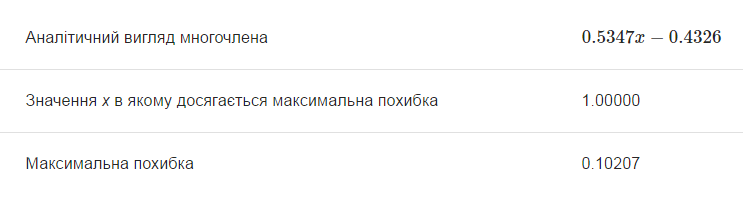 Аналітичний вигляд многочлена 0.5347x − 0.4326
Значення x в якому досягається максимальна похибка 1.00000
Максимальна похибка 0.10207